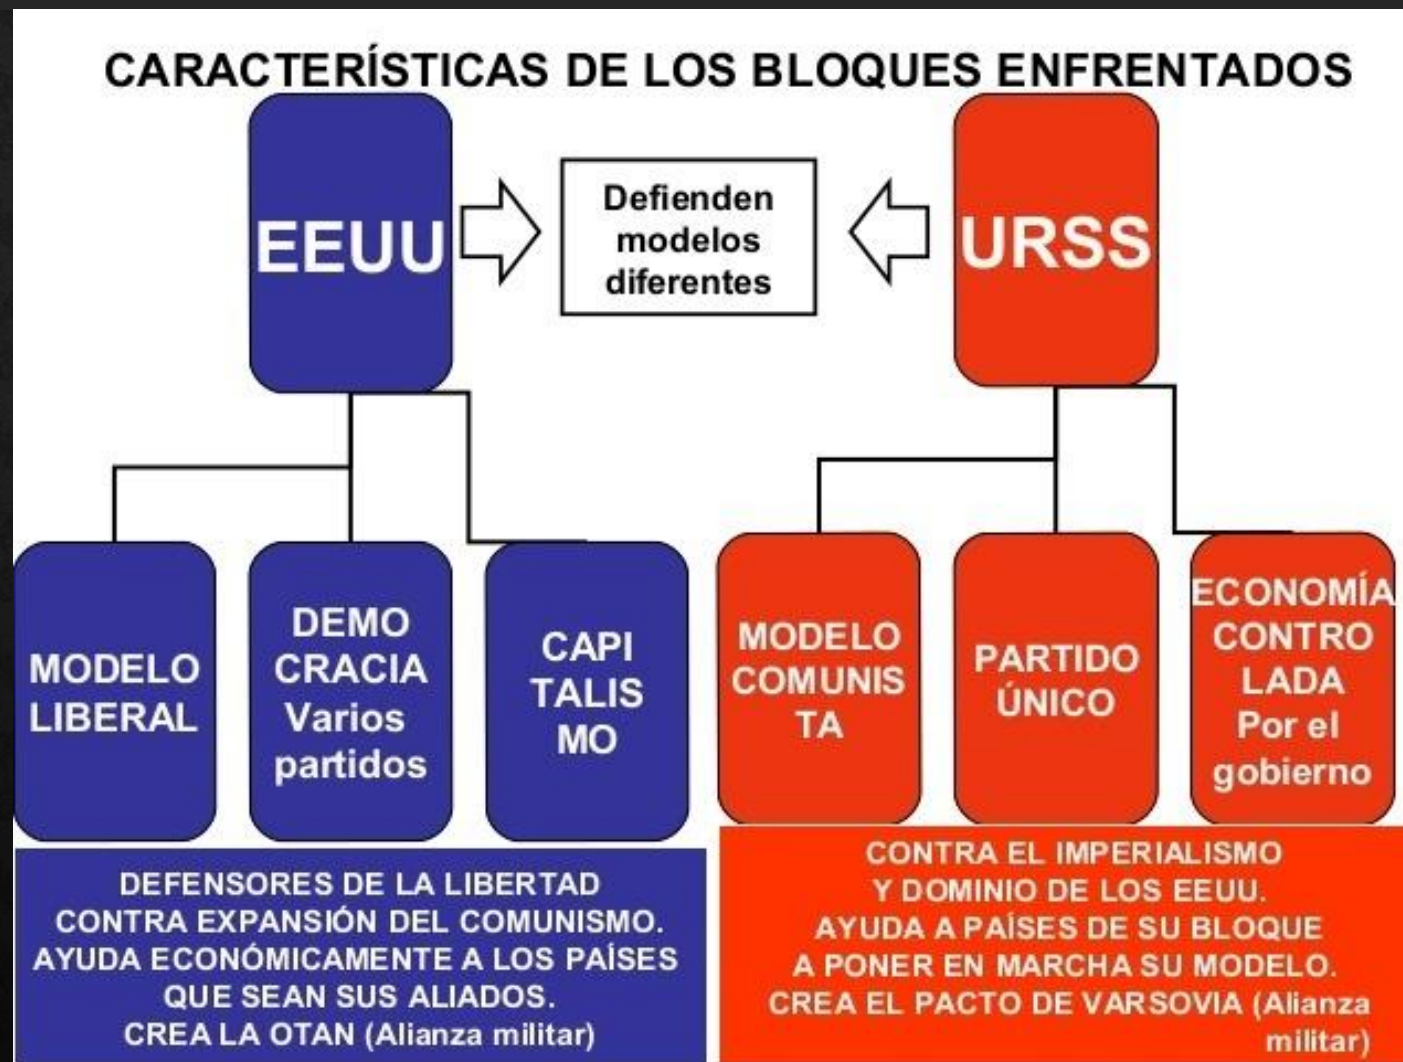 CARACTERÍSTICAS DE LOS BLOQUES ENFRENTADOS
EEUU
Defienden
modelos
diferentes
URSS
MODELO
LIBERAL
DEMO
CRACIA
Varios
partidos
CAPI
TALIS
MO
MODELO
COMUNIS
TA
PARTIDO
ÚNICO
ECONOMÍA
CONTRO
LADA
Por el
gobierno
DEFENSORES DE LA LIBERTAD
CONTRA EXPANSIÓN DEL COMUNISMO.
AYUDA ECONÓMICAMENTE A LOS PAÍSES
QUE SEAN SUS ALIADOS.
CREA LA OTAN (Alianza militar)
CONTRA EL IMPERIALISMO
Y DOMINIO DE LOS EEUU.
AYUDA A PAÍSES DE SU BLOQUE
A PONER EN MARCHA SU MODELO.
CREA EL PACTO DE VARSOVIA (Alianza
militar)